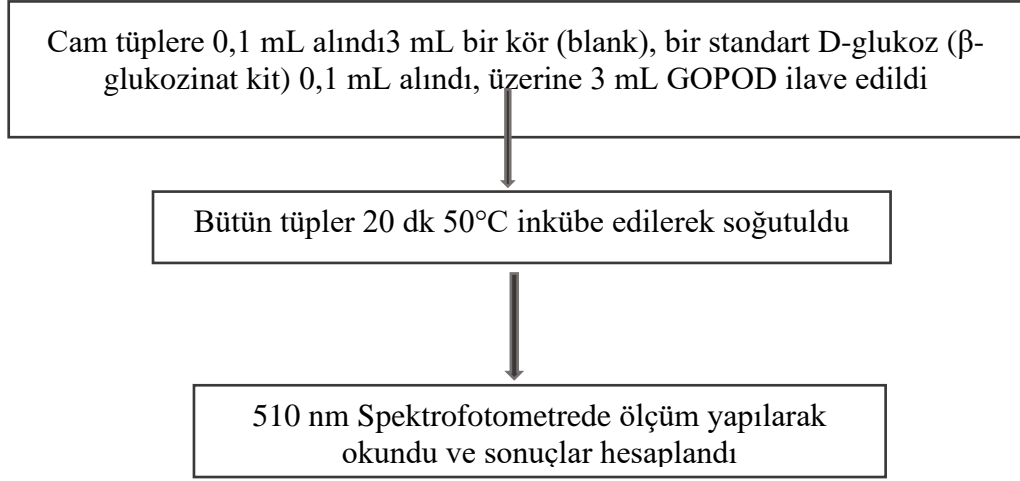 Cam tüplere 0,1 mL alındı3 mL bir kör (blank), bir standart D-glukoz (β-
glukozinat kit) 0,1 mL alındı, üzerine 3 mL GOPOD ilave edildi
Bütün tüpler 20 dk 50°C inkübe edilerek soğutuldu
510 nm Spektrofotometrede ölçüm yapılarak
okundu ve sonuçlar hesaplandı